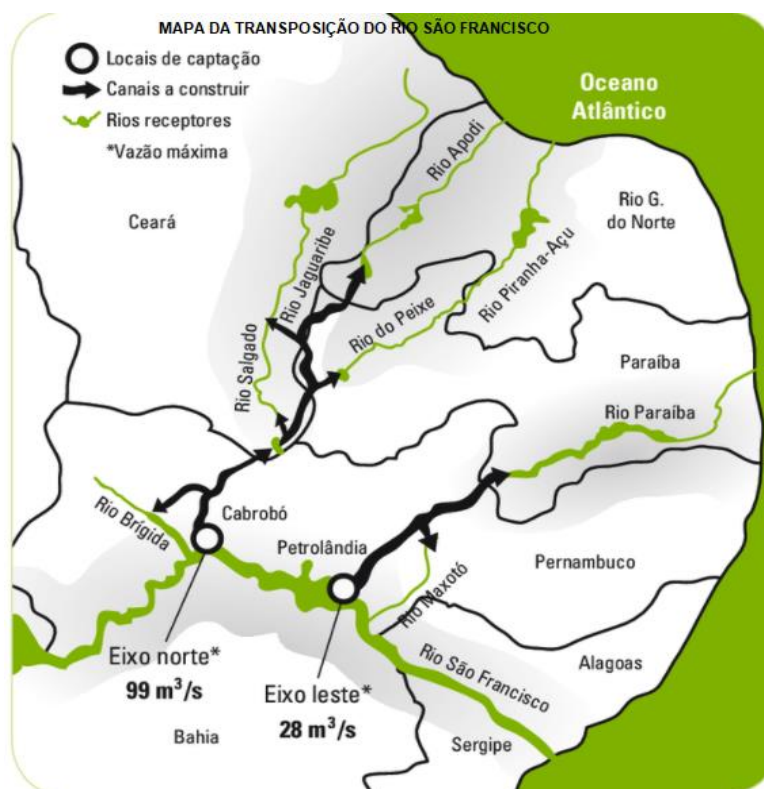 MAPA DA TRANSPOSIÇÃO DO RIO SÃO FRANCISCO
Locais de captação
Canais a construir
Rios receptores
*Vazão máxima
Oceano
Atlântico
Ceará
Rio Apodi
Rio G.
do Norte
Rio Jaguaribe
Rio Piranha-Açu
Rio do Peixe
Rio Salgado
Paraíba
Rio Paraíba
Rio Brígida
Cabrobó
Petrolândia
Pernambuco
Rio Maxotó
Eixo norte*
99 m³/s
Eixo leste*
28 m³/s
Rio São Francisco
Alagoas
Bahia
Sergipe